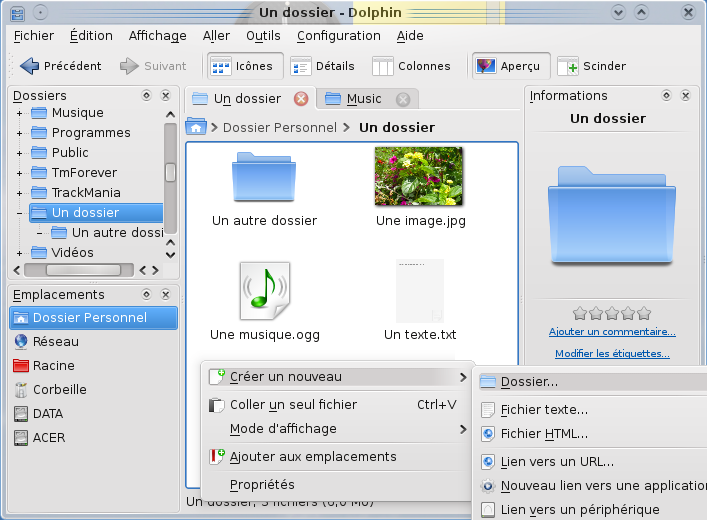 Un dossier - Dolphin
Fichier Édition Affichage Aller Outils Configuration Aide
Précédent Suivant Icônes Détails Colonnes Aperçu Scinder
Dossiers
Musique
Programmes
Public
TmForever
TrackMania
Un dossier
Un autre dossi
Vidéos
Emplacements
Dossier Personnel
Réseau
Racine
Corbeille
DATA
ACER
Un dossier Music
Dossier Personnel Un dossier
Un autre dossier Une image.jpg
Une musique.ogg Un texte.txt
Créer un nouveau
Coller un seul fichier Ctrl+V
Mode d'affichage
Ajouter aux emplacements
Propriétés
Un dossier, 3 fichiers (6,6 Mo)
Informations
Un dossier
Ajouter un commentaire...
Modifier les étiquettes...
Dossier...
Fichier texte...
Fichier HTML...
Lien vers un URL...
Nouveau lien vers une application
Lien vers un périphérique